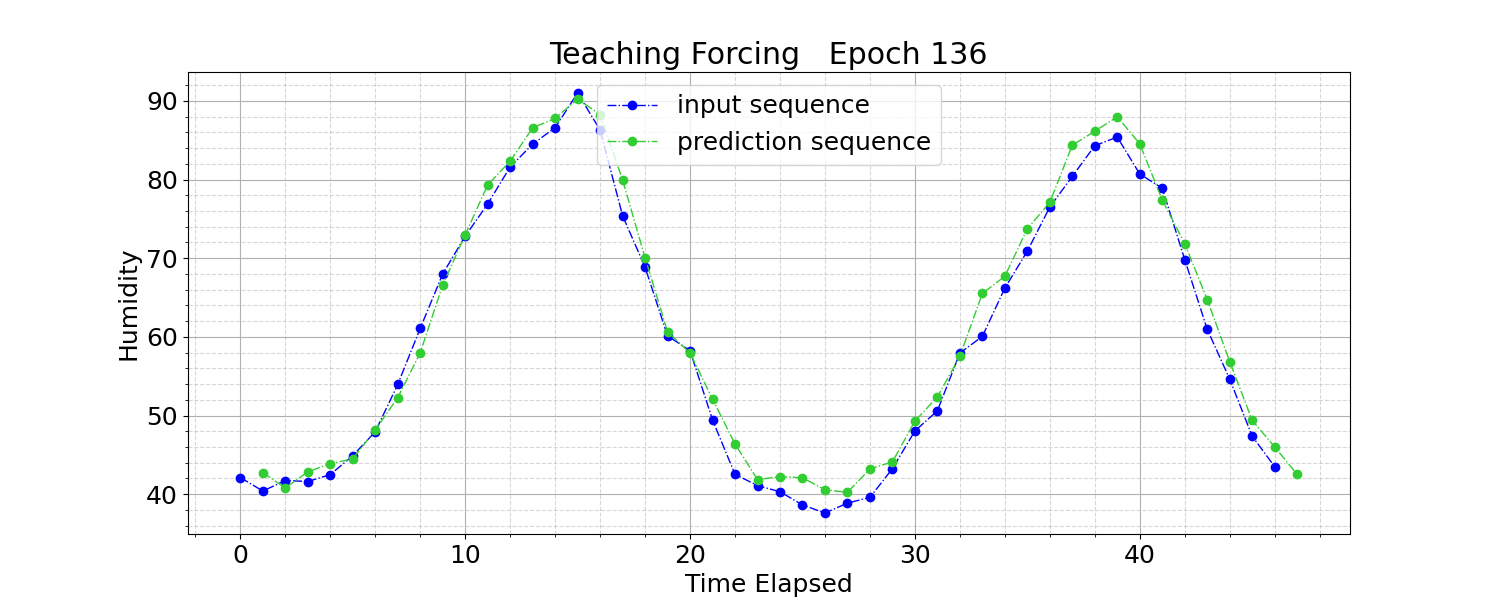 Teaching Forcing   Epoch 136
input sequence
prediction sequence
Humidity
90
80
70
60
50
40
0 10 20 30 40
Time Elapsed